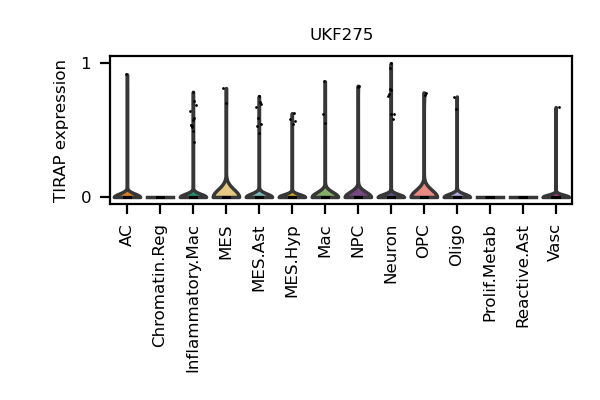 UKF275
TIRAP expression
1
0
AC
Chromatin.Reg
Inflammatory.Mac
MES
MES.Ast
MES.Hyp
Mac
NPC
Neuron
OPC
Oligo
Prolif.Metab
Reactive.Ast
Vasc